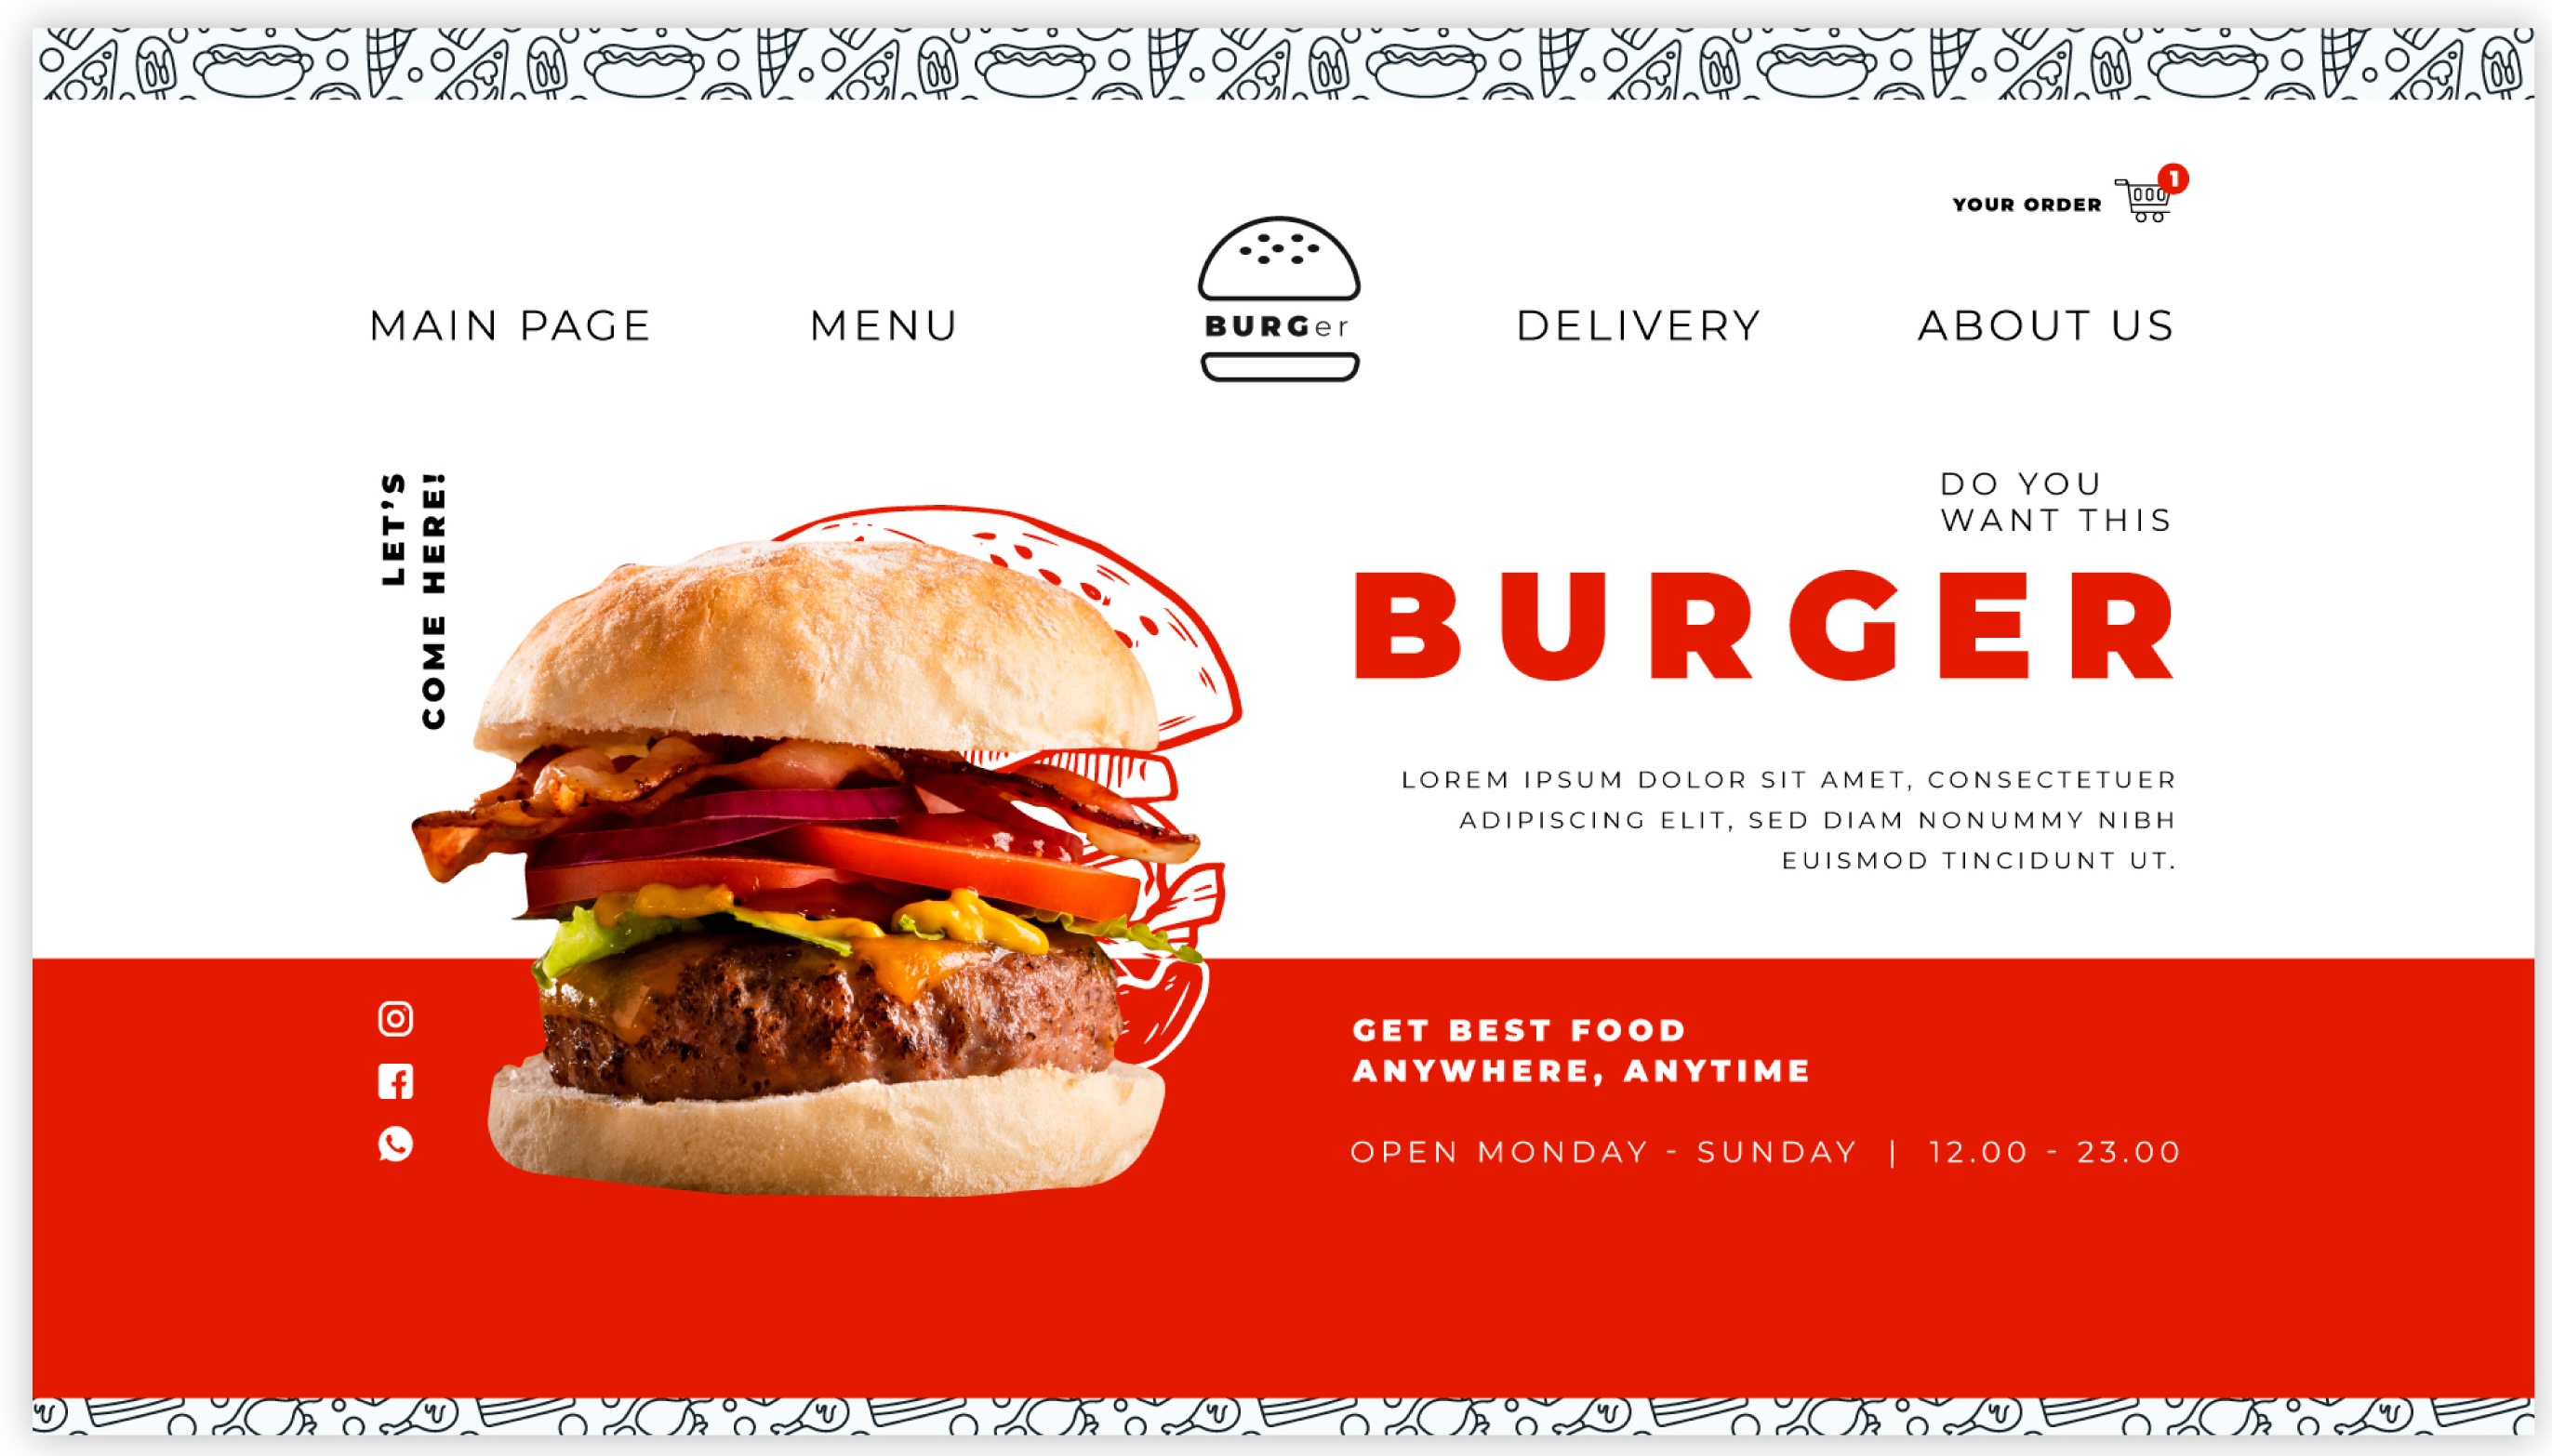 YOUR ORDER 1
MAIN PAGE
MENU
BURGer
DELIVERY
ABOUT US
LET'S
COME HERE!
DO YOU
WANT THIS
BURGER
LOREM IPSUM DOLOR SIT AMET, CONSECTETUER
ADIPISCING ELIT, SED DIAM NONUMMY NIBH
EUISMOD TINCIDUNT UT.
GET BEST FOOD
ANYWHERE, ANYTIME
OPEN MONDAY - SUNDAY | 12.00 - 23.00